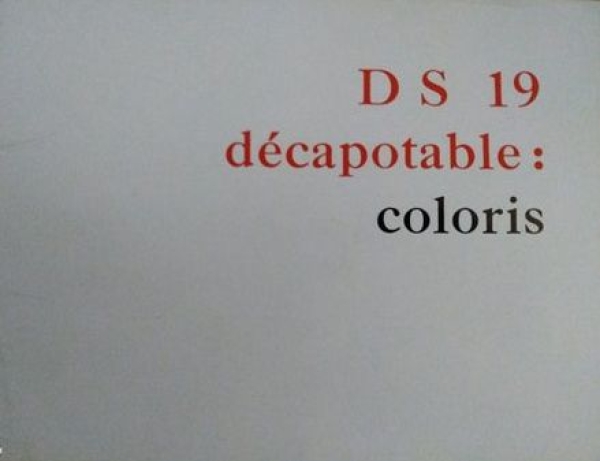 D S 19
décapotable :
coloris